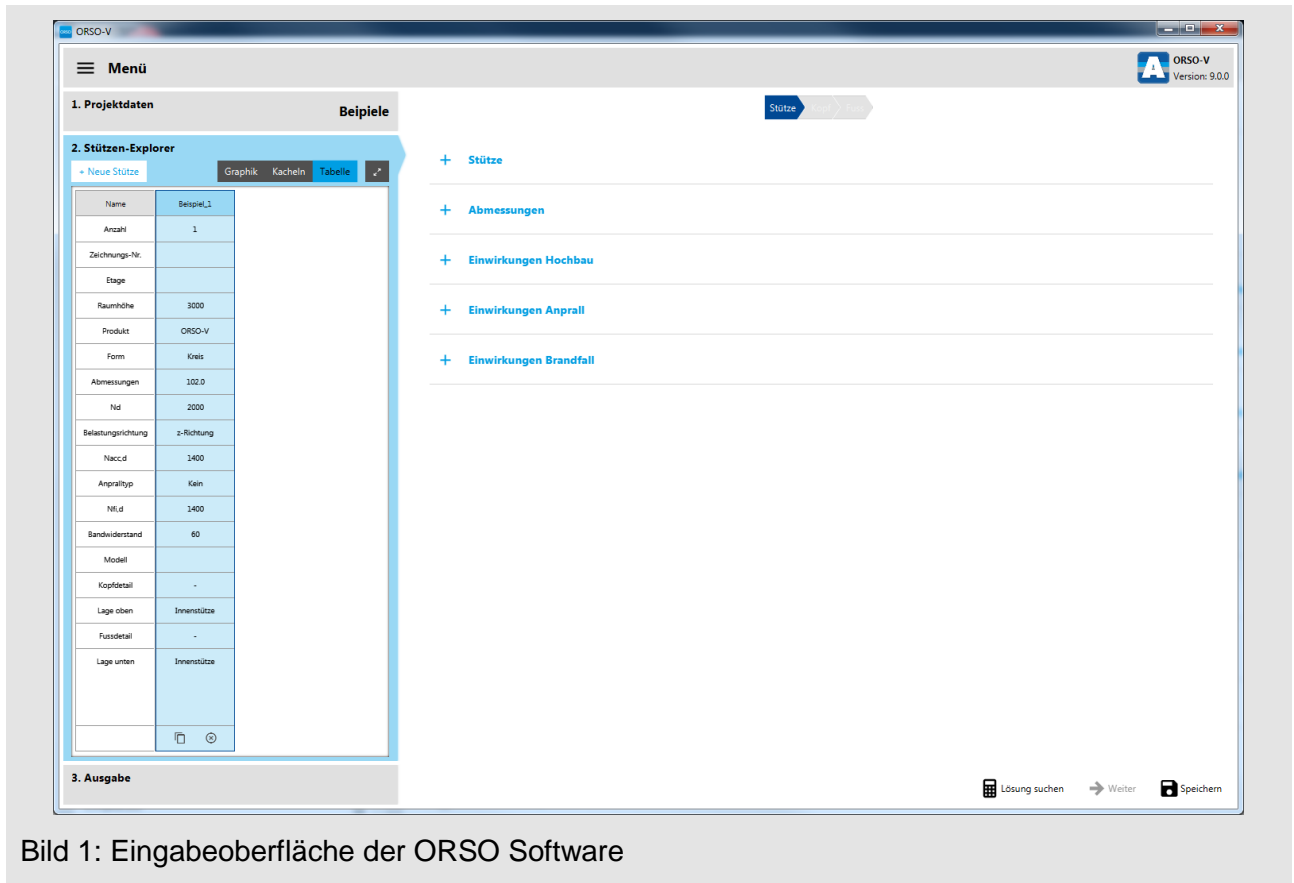 ORSO-V
Menü
ORSO-V
Version: 9.0.0
1. Projektdaten
Beipiele
Stütze Kopf Fuss
2. Stützen-Explorer
+ Neue Stütze Graphik Kacheln Tabelle
Name Beispiel_1
Anzahl 1
Zeichnungs-Nr.
Etage
Raumhöhe 3000
Produkt ORSO-V
Form Kreis
Abmessungen 102.0
Nd 2000
Belastungsrichtung z-Richtung
Nacc,d 1400
Anpralltyp Kein
Nfi,d 1400
Bandwiderstand 60
Modell
Kopfdetail -
Lage oben Innenstütze
Fussdetail -
Lage unten Innenstütze
+ Stütze
+ Abmessungen
+ Einwirkungen Hochbau
+ Einwirkungen Anprall
+ Einwirkungen Brandfall
3. Ausgabe
Lösung suchen Weiter Speichern
Bild 1: Eingabeoberfläche der ORSO Software